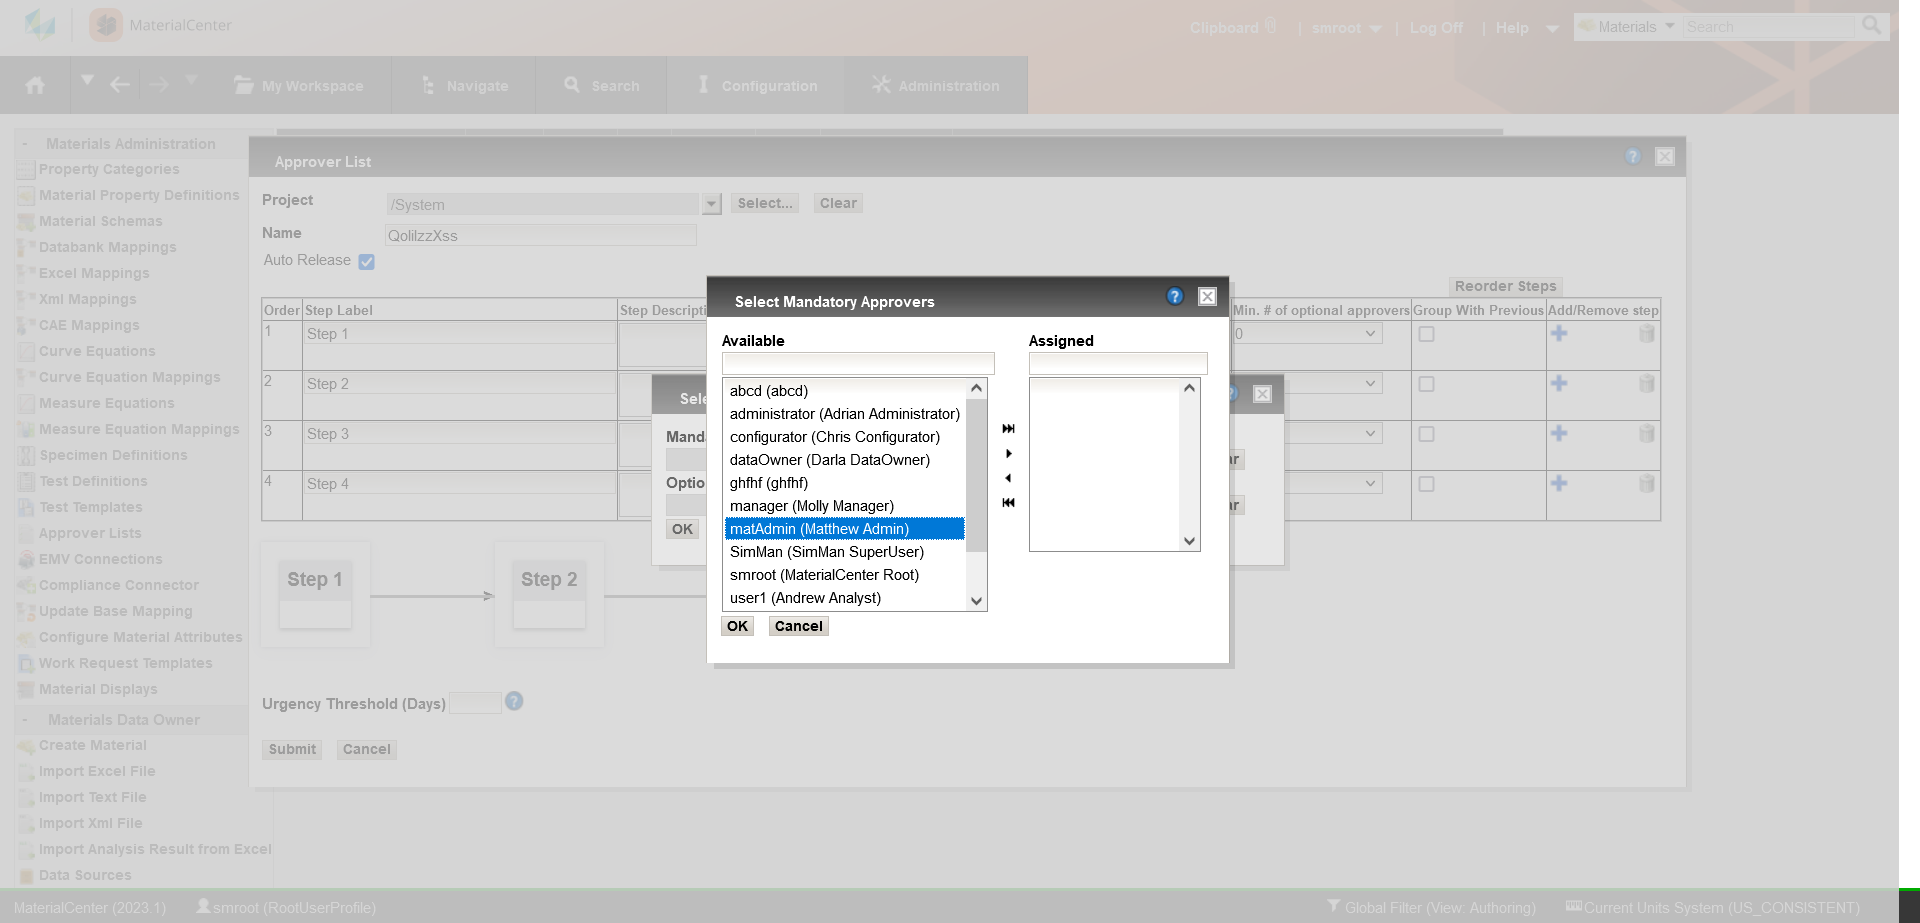 MaterialCenter
Clipboard | smroot | Log Off | Help
Materials Search
My Workspace Navigate Search Configuration Administration
- Materials Administration
Property Categories
Material Property Definitions
Material Schemas
Databank Mappings
Excel Mappings
Xml Mappings
CAE Mappings
Curve Equations
Curve Equation Mappings
Measure Equations
Measure Equation Mappings
Specimen Definitions
Test Definitions
Test Templates
Approver Lists
EMV Connections
Compliance Connector
Update Base Mapping
Configure Material Attributes
Work Request Templates
Material Displays
- Materials Data Owner
Create Material
Import Excel File
Import Text File
Import Xml File
Import Analysis Result from Excel
Data Sources
Approver List ?
Project /System Select... Clear
Name QolilzzXss
Auto Release
Reorder Steps
Order Step Label Step Descripti Min. # of optional approvers Group With Previous Add/Remove step
1 Step 1 0
2 Step 2
3 Step 3
4 Step 4
Step 1 Step 2
Urgency Threshold (Days) ?
Submit Cancel
Sele
Mand
Optio
OK
Select Mandatory Approvers ?
Available Assigned
abcd (abcd)
administrator (Adrian Administrator)
configurator (Chris Configurator)
dataOwner (Darla DataOwner)
ghfhf (ghfhf)
manager (Molly Manager)
matAdmin (Matthew Admin)
SimMan (SimMan SuperUser)
smroot (MaterialCenter Root)
user1 (Andrew Analyst)
OK Cancel
MaterialCenter (2023.1) smroot (RootUserProfile) Global Filter (View: Authoring) Current Units System (US_CONSISTENT)